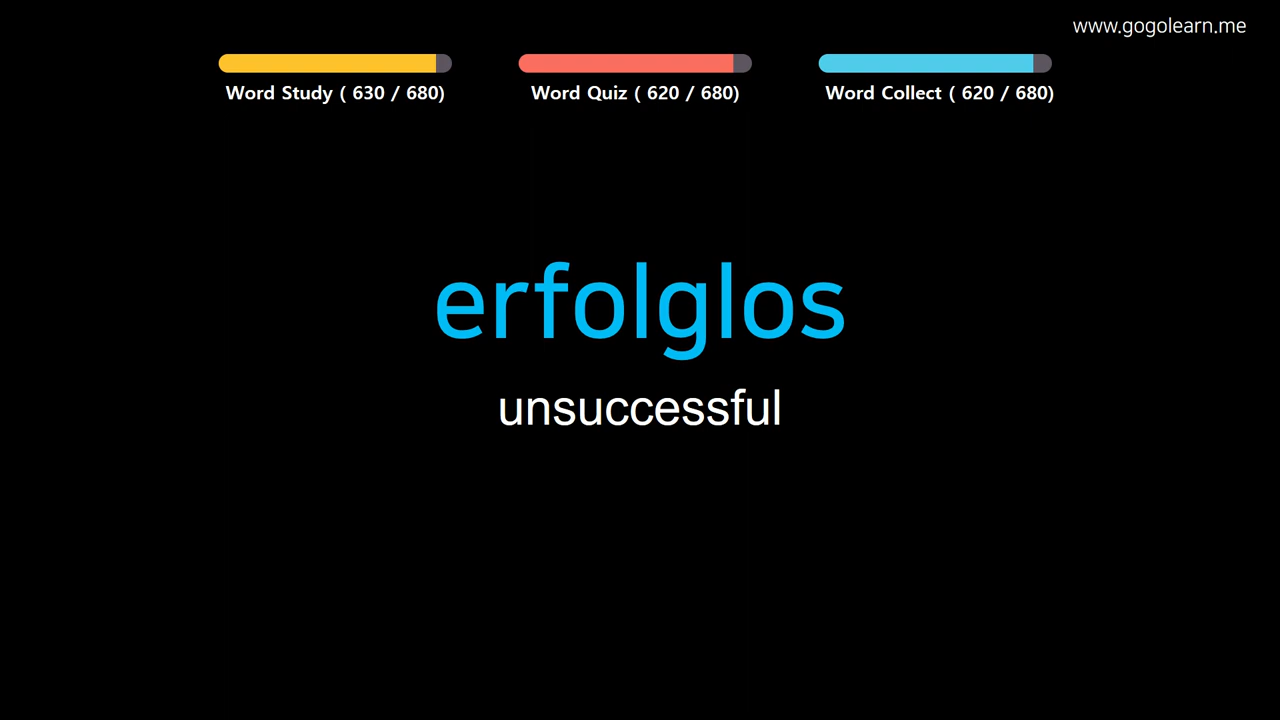 www.gogolearn.me
Word Study ( 630 / 680)
Word Quiz ( 620 / 680)
Word Collect ( 620 / 680)
erfolglos
unsuccessful